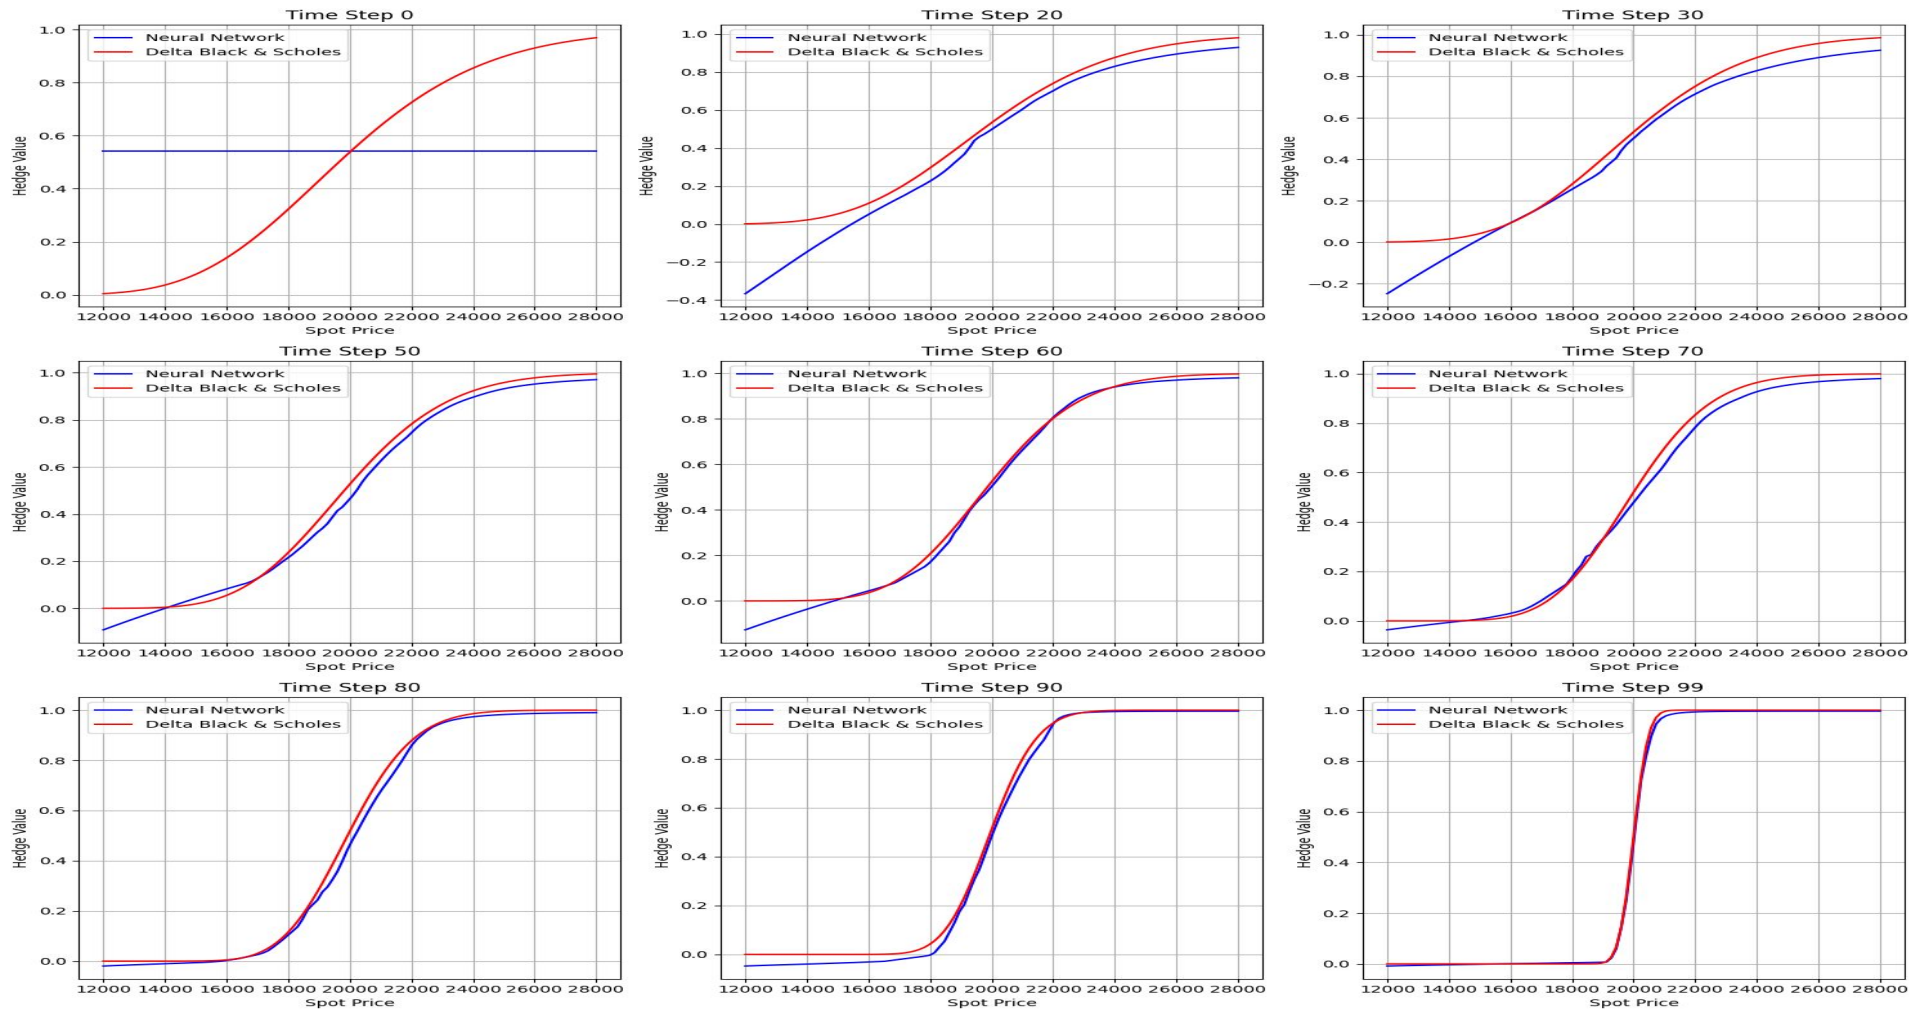 Time Step 0
Neural Network
Delta Black & Scholes
Hedge Value
1.0
0.8
0.6
0.4
0.2
0.0
12000 14000 16000 18000 20000 22000 24000 26000 28000
Spot Price
Time Step 20
Neural Network
Delta Black & Scholes
Hedge Value
1.0
0.8
0.6
0.4
0.2
0.0
−0.2
−0.4
12000 14000 16000 18000 20000 22000 24000 26000 28000
Spot Price
Time Step 30
Neural Network
Delta Black & Scholes
Hedge Value
1.0
0.8
0.6
0.4
0.2
0.0
−0.2
12000 14000 16000 18000 20000 22000 24000 26000 28000
Spot Price
Time Step 50
Neural Network
Delta Black & Scholes
Hedge Value
1.0
0.8
0.6
0.4
0.2
0.0
12000 14000 16000 18000 20000 22000 24000 26000 28000
Spot Price
Time Step 60
Neural Network
Delta Black & Scholes
Hedge Value
1.0
0.8
0.6
0.4
0.2
0.0
12000 14000 16000 18000 20000 22000 24000 26000 28000
Spot Price
Time Step 70
Neural Network
Delta Black & Scholes
Hedge Value
1.0
0.8
0.6
0.4
0.2
0.0
12000 14000 16000 18000 20000 22000 24000 26000 28000
Spot Price
Time Step 80
Neural Network
Delta Black & Scholes
Hedge Value
1.0
0.8
0.6
0.4
0.2
0.0
12000 14000 16000 18000 20000 22000 24000 26000 28000
Spot Price
Time Step 90
Neural Network
Delta Black & Scholes
Hedge Value
1.0
0.8
0.6
0.4
0.2
0.0
12000 14000 16000 18000 20000 22000 24000 26000 28000
Spot Price
Time Step 99
Neural Network
Delta Black & Scholes
Hedge Value
1.0
0.8
0.6
0.4
0.2
0.0
12000 14000 16000 18000 20000 22000 24000 26000 28000
Spot Price